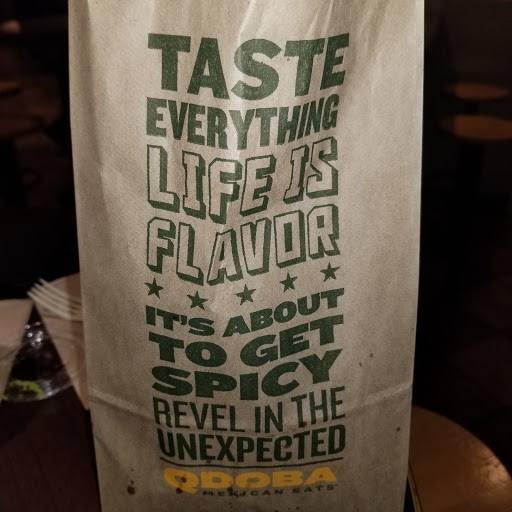 TASTE
EVERYTHING
LIFE IS
FLAVOR
IT'S ABOUT
TO GET
SPICY
REVEL IN THE
UNEXPECTED
QDOBA
MEXICAN EATS